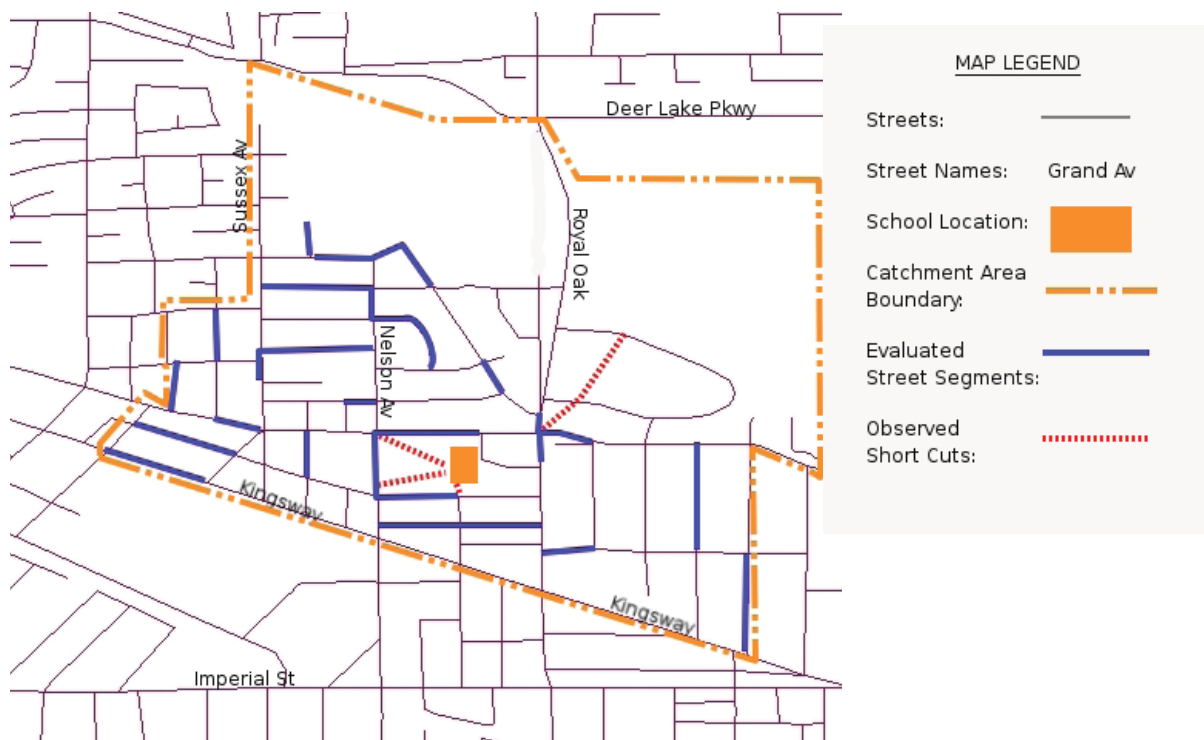 MAP LEGEND
Deer Lake Pkwy
Streets:
Sussex Av
Street Names: Grand Av
Royal Oak
School Location:
Catchment Area
Boundary:
Nelson Av
Evaluated
Street Segments:
Observed
Short Cuts:
Kingsway
Kingsway
Imperial St